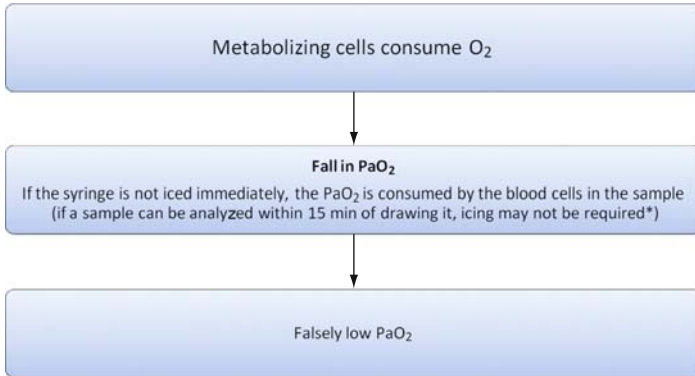 Metabolizing cells consume O₂
Fall in PaO₂
If the syringe is not iced immediately, the PaO₂ is consumed by the blood cells in the sample
(if a sample can be analyzed within 15 min of drawing it, icing may not be required*)
Falsely low PaO₂